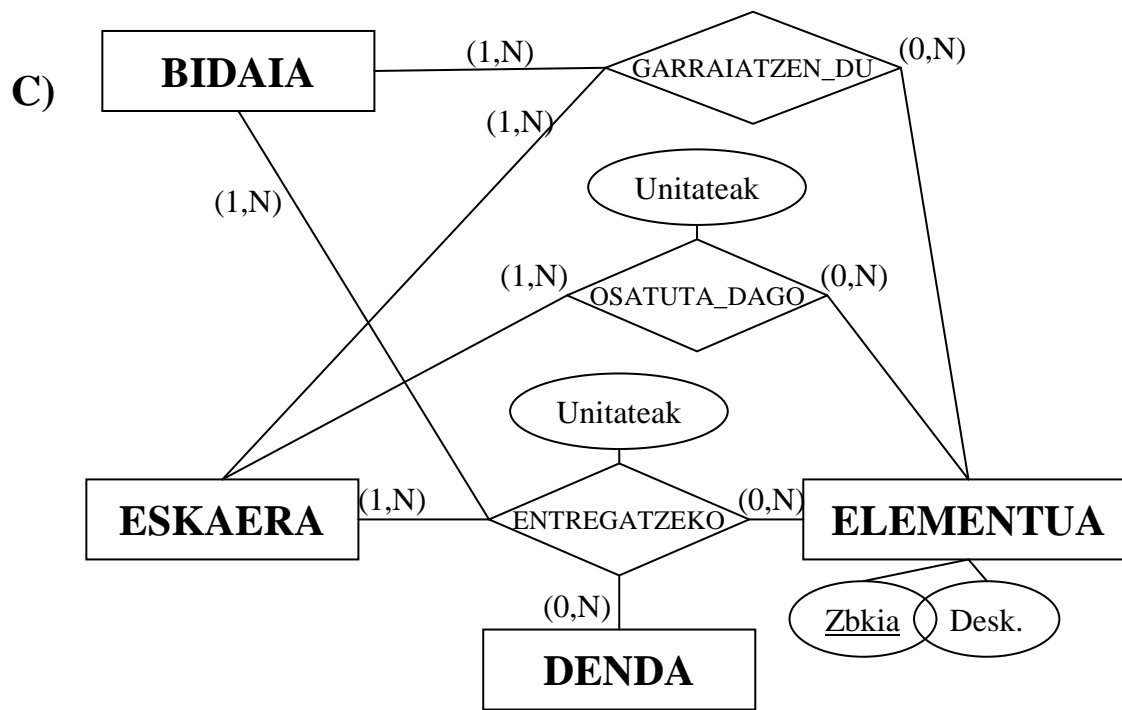 C)
BIDAIA
(1,N)
GARRAIATZEN_DU
(0,N)
(1,N)
(1,N)
Unitateak
(1,N)
OSATUTA_DAGO
(0,N)
Unitateak
ESKAERA
(1,N)
ENTREGATZEKO
(0,N)
ELEMENTUA
(0,N)
Zbkia
Desk.
DENDA